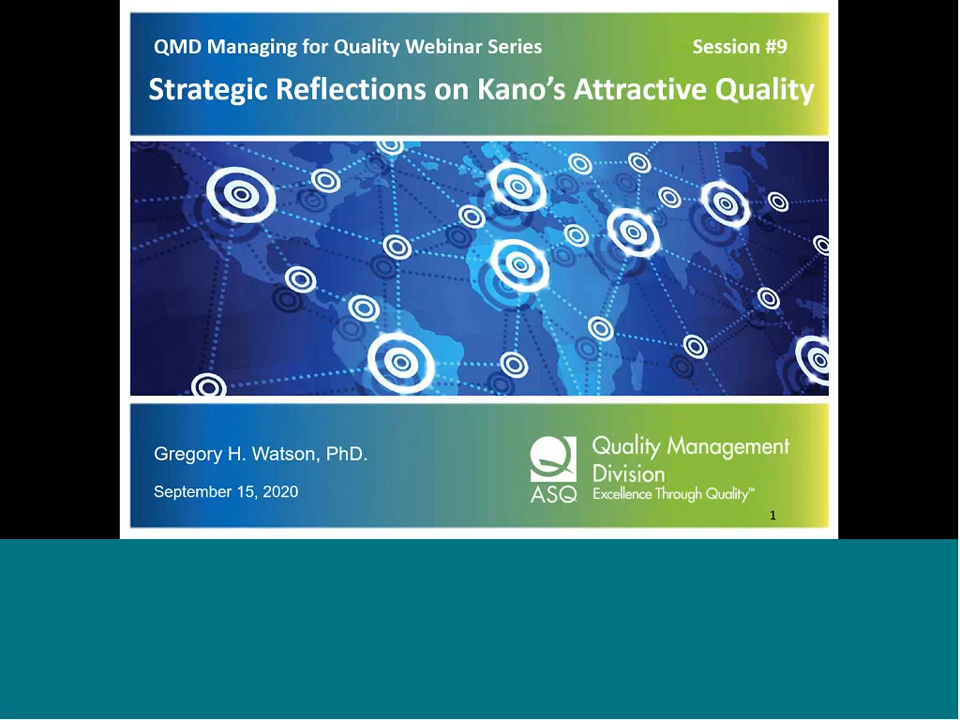 QMD Managing for Quality Webinar Series Session #9
Strategic Reflections on Kano's Attractive Quality
Gregory H. Watson, PhD.
September 15, 2020
ASQ
Quality Management
Division
Excellence Through Quality™
1